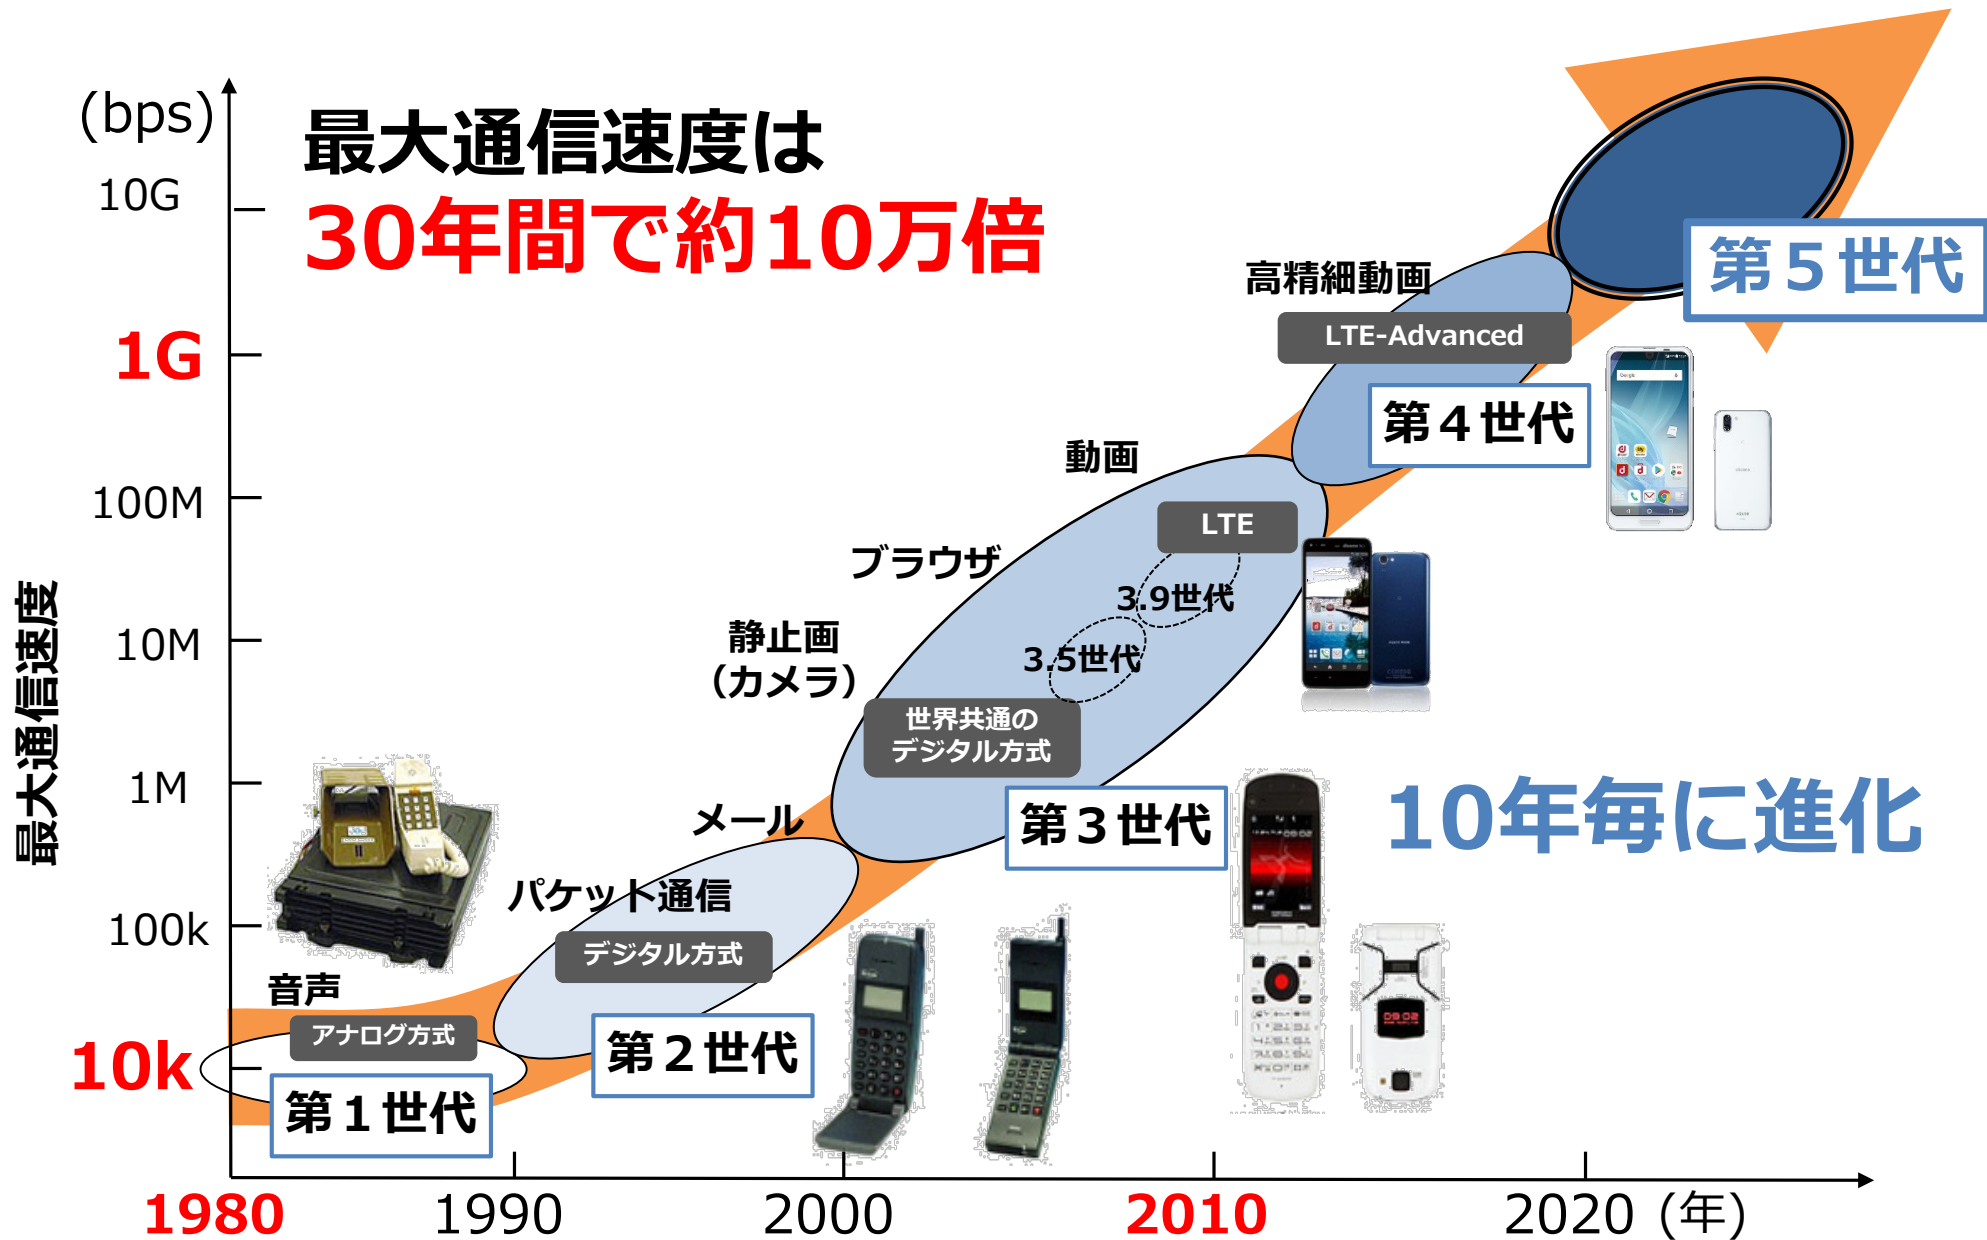 (bps)
最大通信速度は
30年間で約10万倍
10G
1G
100M
10M
1M
100k
10k
最大通信速度
第５世代
高精細動画
LTE-Advanced
第４世代
動画
LTE
ブラウザ
3.9世代
静止画
（カメラ）
3.5世代
世界共通の
デジタル方式
第３世代
10年毎に進化
メール
パケット通信
デジタル方式
第２世代
音声
アナログ方式
第１世代
1980
1990
2000
2010
2020 (年)